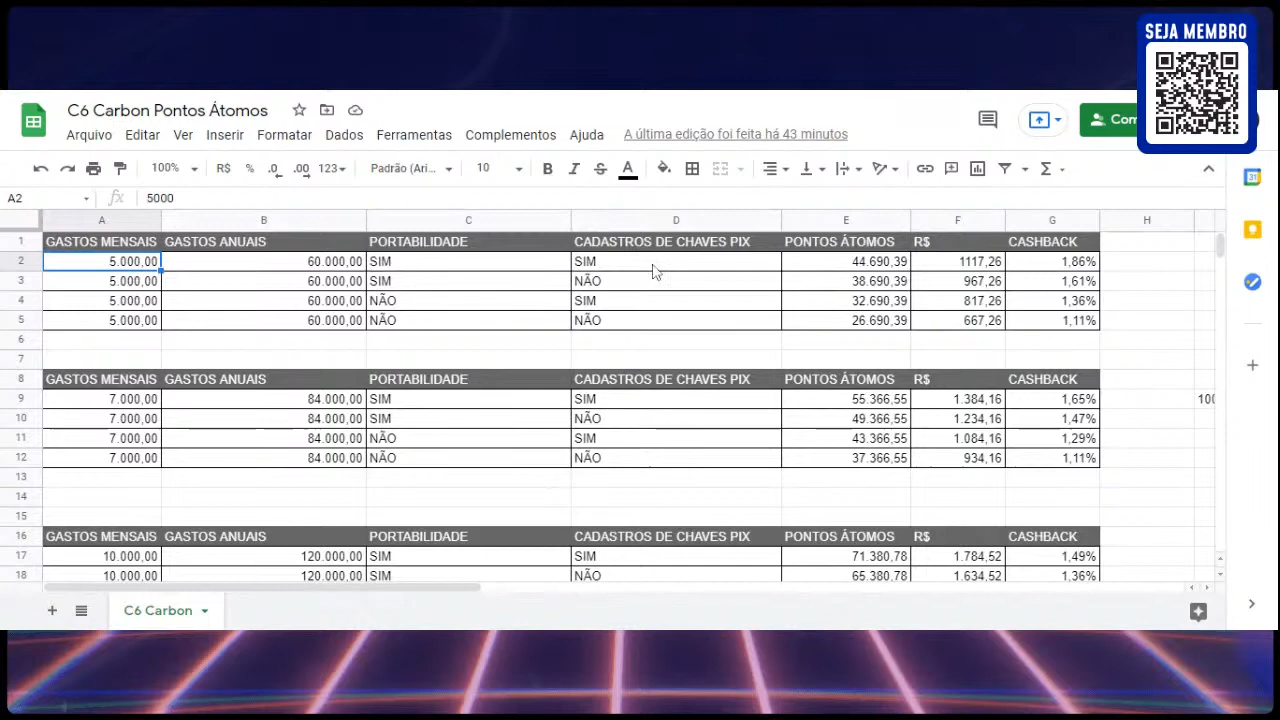 SEJA MEMBRO
C6 Carbon Pontos Átomos
Arquivo Editar Ver Inserir Formatar Dados Ferramentas Complementos Ajuda A última edição foi feita há 43 minutos
100% R$ % .0 .00 123 Padrão (Ari... 10 B I S A
A2 fx 5000
A B C D E F G H
1 GASTOS MENSAIS GASTOS ANUAIS PORTABILIDADE CADASTROS DE CHAVES PIX PONTOS ÁTOMOS R$ CASHBACK
2 5.000,00 60.000,00 SIM SIM 44.690,39 1117,26 1,86%
3 5.000,00 60.000,00 SIM NÃO 38.690,39 967,26 1,61%
4 5.000,00 60.000,00 NÃO SIM 32.690,39 817,26 1,36%
5 5.000,00 60.000,00 NÃO NÃO 26.690,39 667,26 1,11%
6
7
8 GASTOS MENSAIS GASTOS ANUAIS PORTABILIDADE CADASTROS DE CHAVES PIX PONTOS ÁTOMOS R$ CASHBACK
9 7.000,00 84.000,00 SIM SIM 55.366,55 1.384,16 1,65%
10 7.000,00 84.000,00 SIM NÃO 49.366,55 1.234,16 1,47%
11 7.000,00 84.000,00 NÃO SIM 43.366,55 1.084,16 1,29%
12 7.000,00 84.000,00 NÃO NÃO 37.366,55 934,16 1,11%
13
14
15
16 GASTOS MENSAIS GASTOS ANUAIS PORTABILIDADE CADASTROS DE CHAVES PIX PONTOS ÁTOMOS R$ CASHBACK
17 10.000,00 120.000,00 SIM SIM 71.380,78 1.784,52 1,49%
18 10.000,00 120.000,00 SIM NÃO 65.380,78 1.634,52 1,36%
C6 Carbon